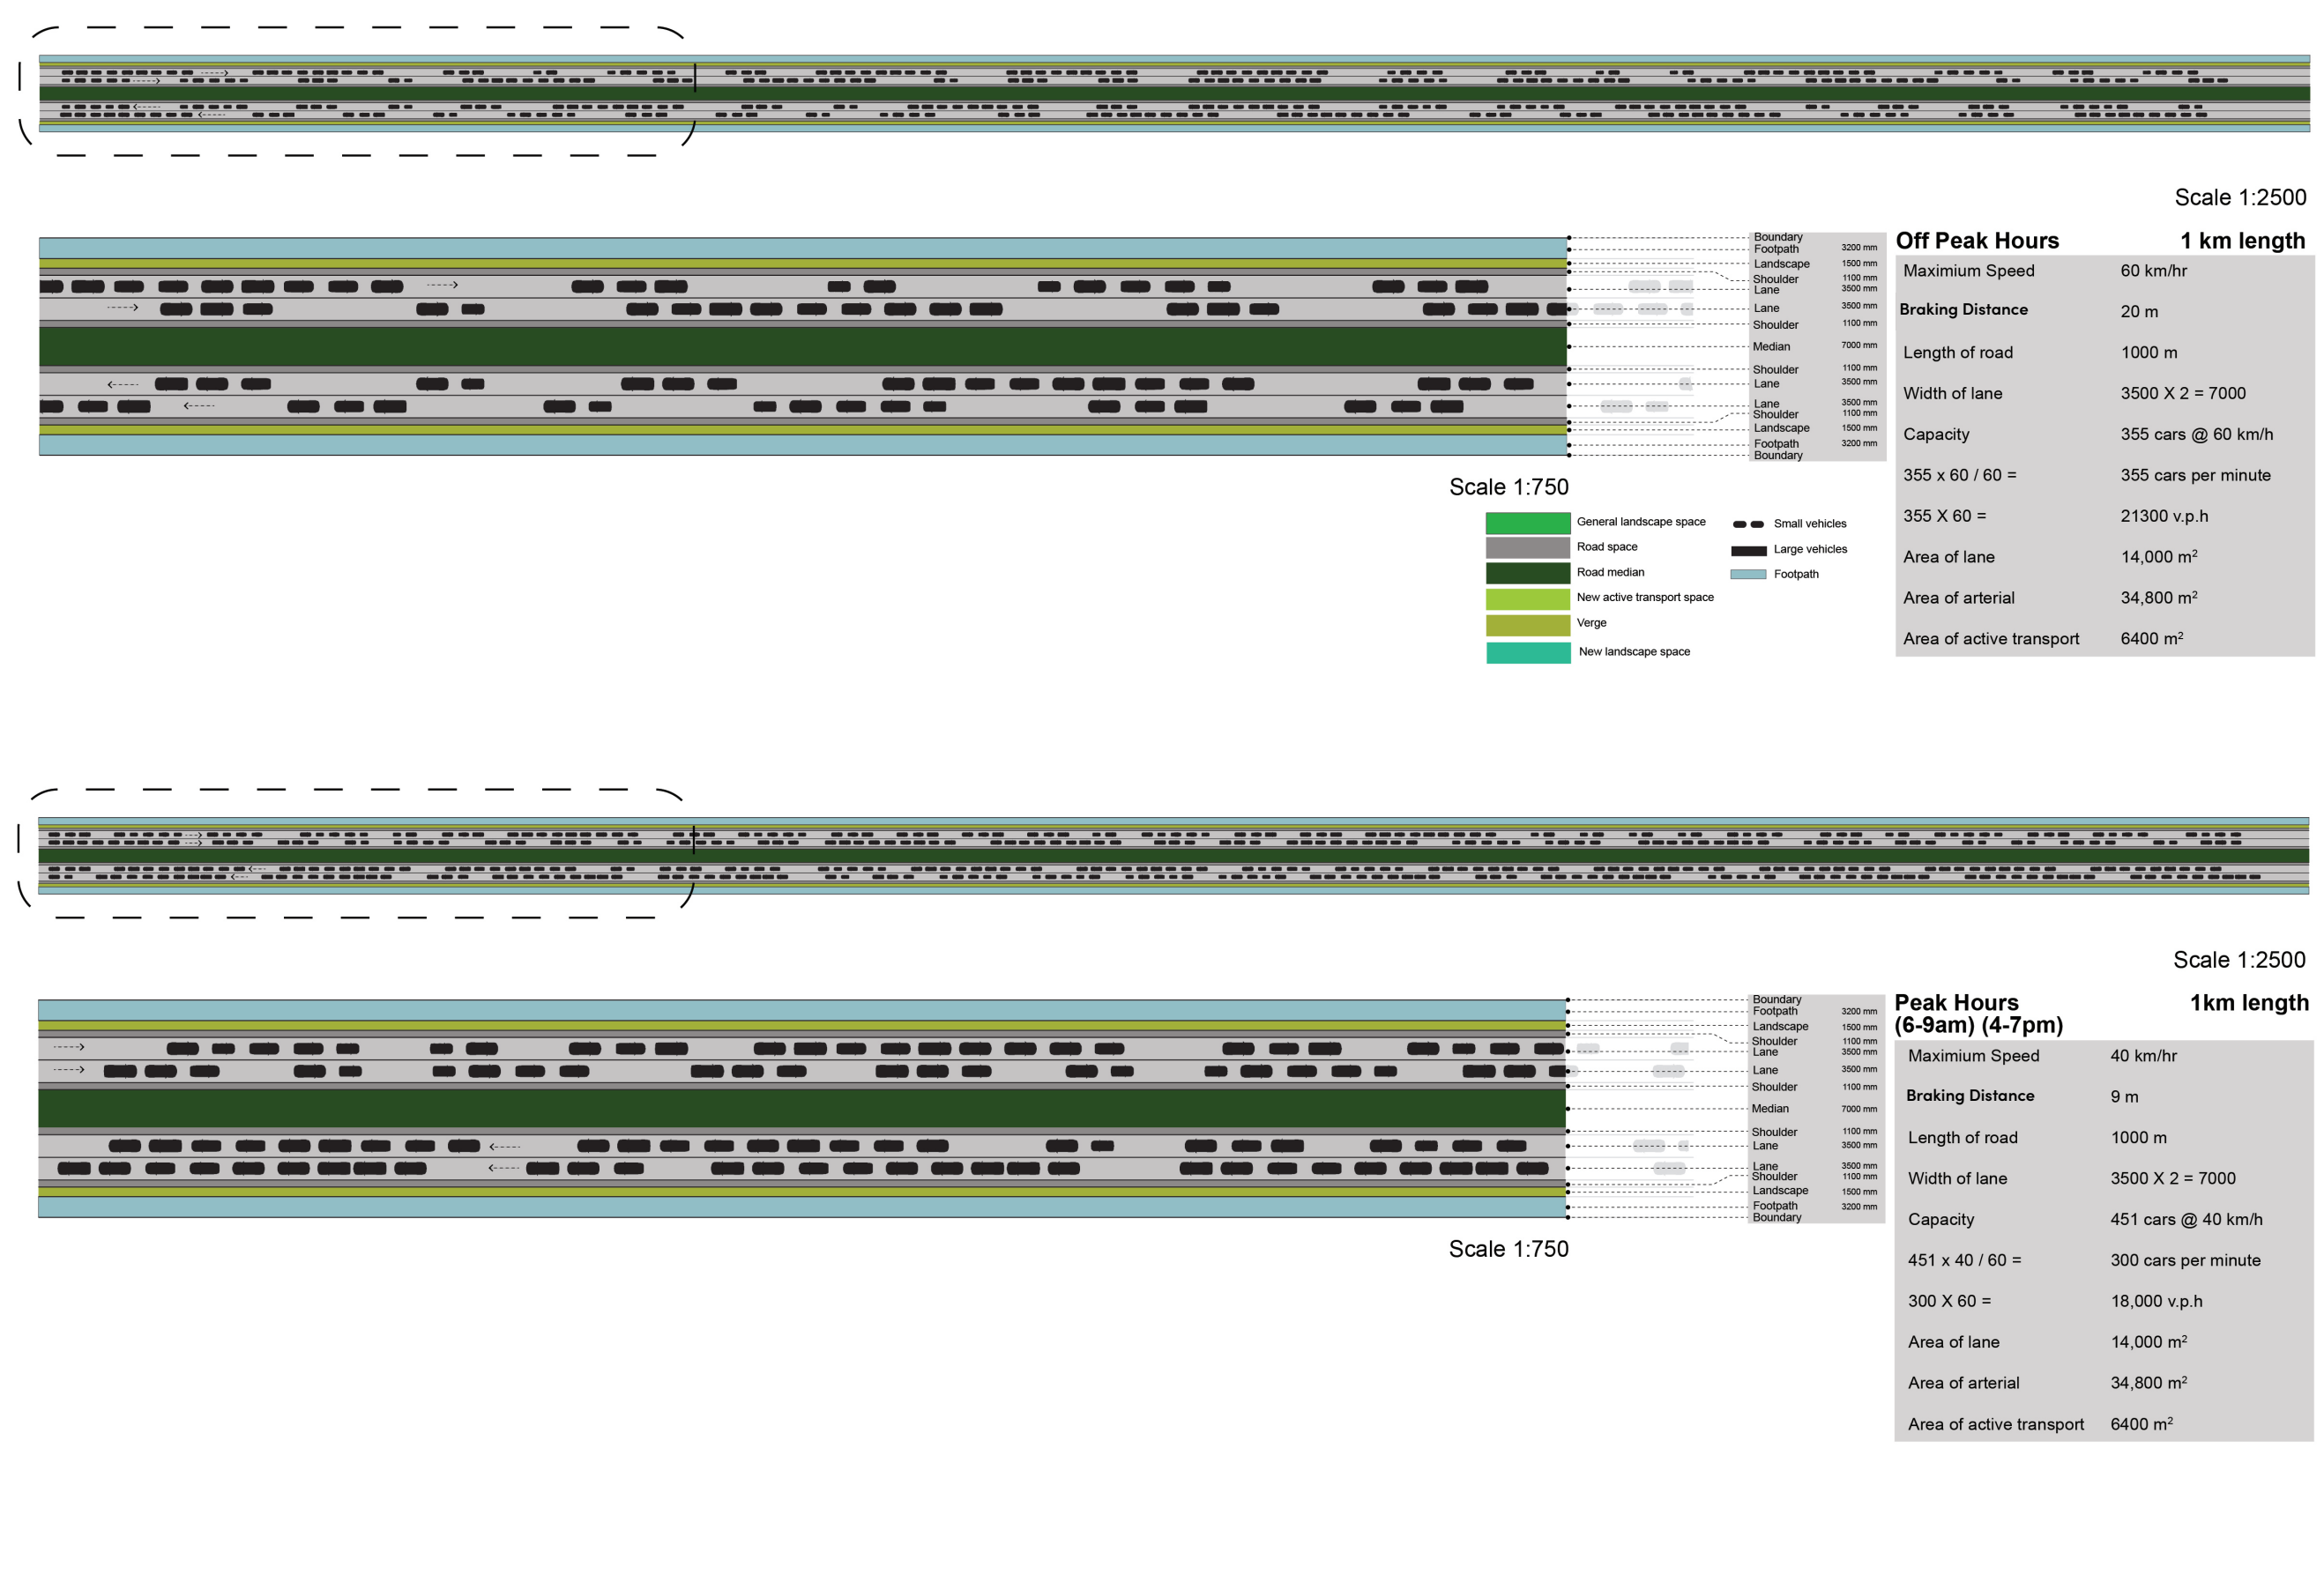 Scale 1:2500
Boundary
Footpath 3200 mm
Landscape 1500 mm
Shoulder 1100 mm
Lane 3500 mm
Lane 3500 mm
Shoulder 1100 mm
Median 7000 mm
Shoulder 1100 mm
Lane 3500 mm
Lane 3500 mm
Shoulder 1100 mm
Landscape 1500 mm
Footpath 3200 mm
Boundary
Off Peak Hours 1 km length
Maximium Speed 60 km/hr
Braking Distance 20 m
Length of road 1000 m
Width of lane 3500 X 2 = 7000
Capacity 355 cars @ 60 km/h
355 x 60 / 60 = 355 cars per minute
355 X 60 = 21300 v.p.h
Area of lane 14,000 m²
Area of arterial 34,800 m²
Area of active transport 6400 m²
Scale 1:750
General landscape space
Road space
Road median
New active transport space
Verge
New landscape space
Small vehicles
Large vehicles
Footpath
Scale 1:2500
Boundary
Footpath 3200 mm
Landscape 1500 mm
Shoulder 1100 mm
Lane 3500 mm
Lane 3500 mm
Shoulder 1100 mm
Median 7000 mm
Shoulder 1100 mm
Lane 3500 mm
Lane 3500 mm
Shoulder 1100 mm
Landscape 1500 mm
Footpath 3200 mm
Boundary
Peak Hours 1km length
(6-9am) (4-7pm)
Maximium Speed 40 km/hr
Braking Distance 9 m
Length of road 1000 m
Width of lane 3500 X 2 = 7000
Capacity 451 cars @ 40 km/h
451 x 40 / 60 = 300 cars per minute
300 X 60 = 18,000 v.p.h
Area of lane 14,000 m²
Area of arterial 34,800 m²
Area of active transport 6400 m²
Scale 1:750